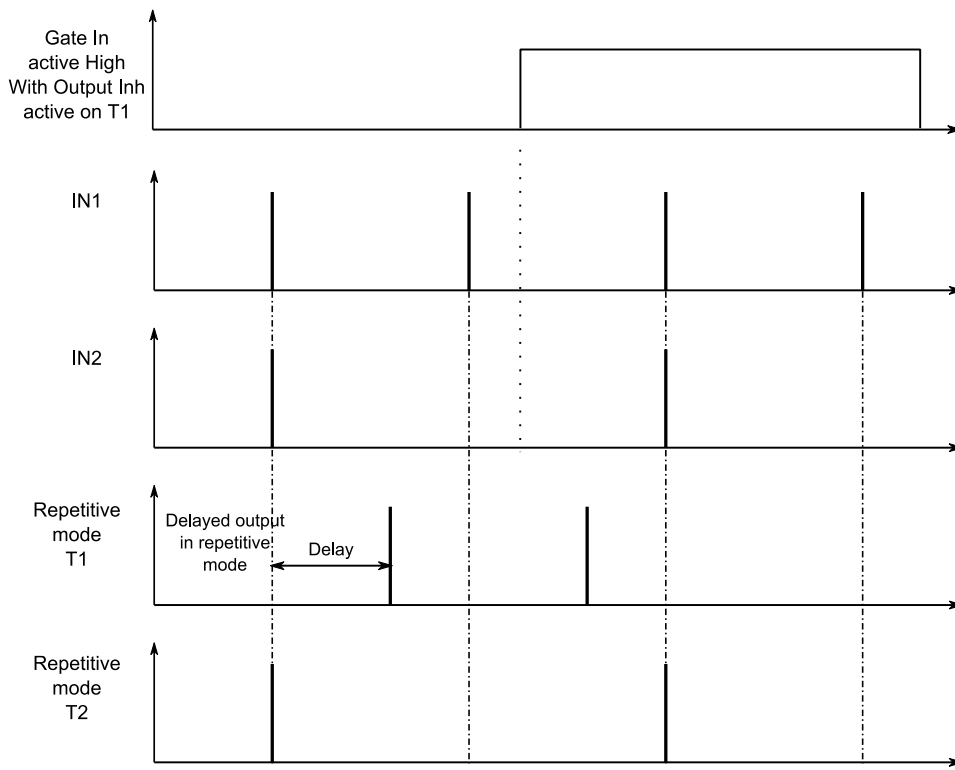 Gate In
active High
With Output Inh
active on T1
IN1
IN2
Repetitive
mode
T1
Delayed output
in repetitive
mode
Delay
Repetitive
mode
T2